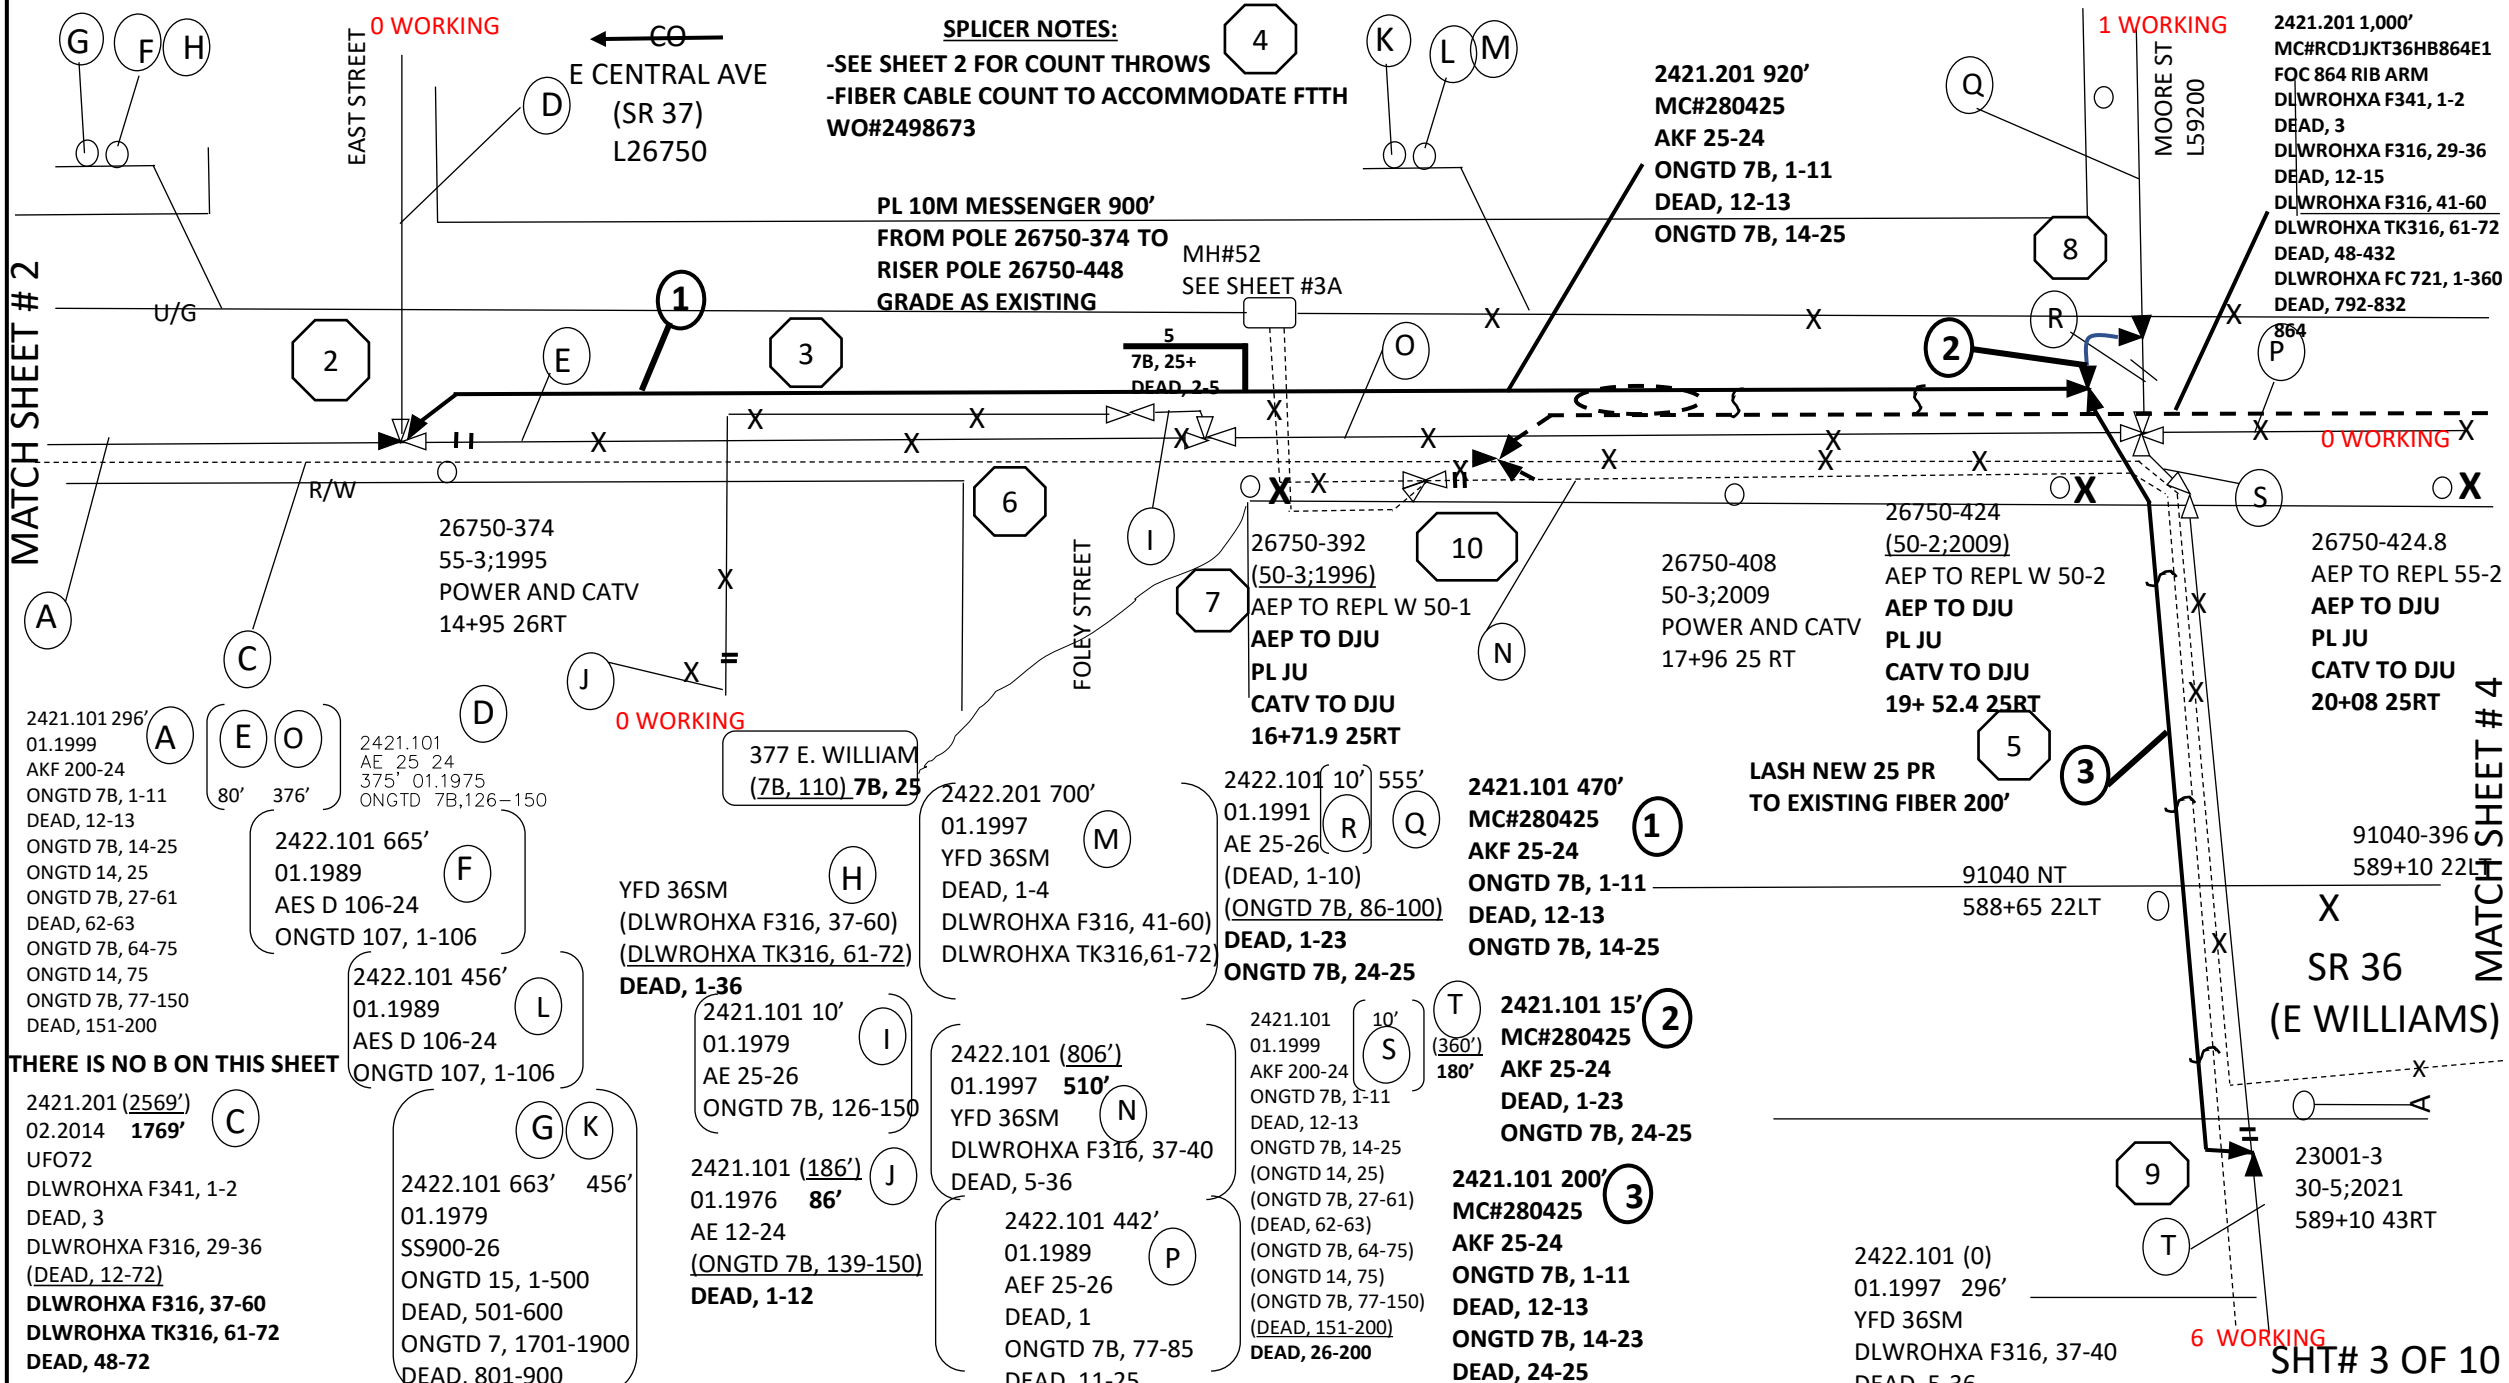 G
F
H
EAST STREET
0 WORKING
CO
E CENTRAL AVE
(SR 37)
L26750
D
SPLICER NOTES:
-SEE SHEET 2 FOR COUNT THROWS
-FIBER CABLE COUNT TO ACCOMMODATE FTTH
WO#2498673
4
K
L
M
2421.201 920’
MC#280425
AKF 25-24
ONGTD 7B, 1-11
DEAD, 12-13
ONGTD 7B, 14-25
Q
1 WORKING
MOORE ST
L59200
2421.201 1,000’
MC#RCD1JKT36HB864E1
FOC 864 RIB ARM
DLWROHXA F341, 1-2
DEAD, 3
DLWROHXA F316, 29-36
DEAD, 12-15
DLWROHXA F316, 41-60
DLWROHXA TK316, 61-72
DEAD, 48-432
DLWROHXA FC 721, 1-360
DEAD, 792-832
864
PL 10M MESSENGER 900’
FROM POLE 26750-374 TO
RISER POLE 26750-448
GRADE AS EXISTING
MH#52
SEE SHEET #3A
8
MATCH SHEET # 2
U/G
1
2
E
3
5
7B, 25+
DEAD, 2-5
O
2
R
P
X
X
X
X
X
X
X
X
X
X
X
X
X
X
0 WORKING
X
R/W
6
X
X
X
X
X
X
X
S
X
X
26750-374
55-3;1995
POWER AND CATV
14+95 26RT
X
FOLEY STREET
I
7
26750-392
(50-3;1996)
AEP TO REPL W 50-1
AEP TO DJU
PL JU
CATV TO DJU
16+71.9 25RT
10
N
26750-408
50-3;2009
POWER AND CATV
17+96 25 RT
26750-424
(50-2;2009)
AEP TO REPL W 50-2
AEP TO DJU
PL JU
CATV TO DJU
19+ 52.4 25RT
X
X
26750-424.8
AEP TO REPL 55-2
AEP TO DJU
PL JU
CATV TO DJU
20+08 25RT
MATCH SHEET # 4
A
C
J
X
0 WORKING
377 E. WILLIAM
(7B, 110) 7B, 25
2421.101 296’
01.1999
AKF 200-24
ONGTD 7B, 1-11
DEAD, 12-13
ONGTD 7B, 14-25
ONGTD 14, 25
ONGTD 7B, 27-61
DEAD, 62-63
ONGTD 7B, 64-75
ONGTD 14, 75
ONGTD 7B, 77-150
DEAD, 151-200
A
E
O
80’ 376’
2421.101
AE 25 24
375' 01.1975
ONGTD 7B,126-150
D
2422.101 665’
01.1989
AES D 106-24
ONGTD 107, 1-106
F
2422.101 456’
01.1989
AES D 106-24
ONGTD 107, 1-106
L
THERE IS NO B ON THIS SHEET
2421.201 (2569’)
02.2014 1769’
UFO72
DLWROHXA F341, 1-2
DEAD, 3
DLWROHXA F316, 29-36
(DEAD, 12-72)
DLWROHXA F316, 37-60
DLWROHXA TK316, 61-72
DEAD, 48-72
C
G
K
2422.101 663’ 456’
01.1979
SS900-26
ONGTD 15, 1-500
DEAD, 501-600
ONGTD 7, 1701-1900
DEAD, 801-900
H
YFD 36SM
(DLWROHXA F316, 37-60)
(DLWROHXA TK316, 61-72)
DEAD, 1-36
2421.101 10’
01.1979
AE 25-26
ONGTD 7B, 126-150
I
2421.101 (186’)
01.1976 86’
AE 12-24
(ONGTD 7B, 139-150)
DEAD, 1-12
J
2422.201 700’
01.1997
YFD 36SM
DEAD, 1-4
DLWROHXA F316, 41-60)
DLWROHXA TK316,61-72)
M
2422.101 (806’)
01.1997 510’
YFD 36SM
DLWROHXA F316, 37-40
DEAD, 5-36
N
2422.101 442’
01.1989
AEF 25-26
DEAD, 1
ONGTD 7B, 77-85
DEAD, 11-25
P
2422.101 10’ 555’
01.1991
AE 25-26
(DEAD, 1-10)
(ONGTD 7B, 86-100)
DEAD, 1-23
ONGTD 7B, 24-25
R
Q
2421.101 10’
01.1999
AKF 200-24
ONGTD 7B, 1-11
DEAD, 12-13
ONGTD 7B, 14-25
(ONGTD 14, 25)
(ONGTD 7B, 27-61)
(DEAD, 62-63)
(ONGTD 7B, 64-75)
(ONGTD 14, 75)
(ONGTD 7B, 77-150)
(DEAD, 151-200)
DEAD, 26-200
S
T
(360’)
180’
2421.101 470’
MC#280425
AKF 25-24
ONGTD 7B, 1-11
DEAD, 12-13
ONGTD 7B, 14-25
1
2421.101 15’
MC#280425
AKF 25-24
DEAD, 1-23
ONGTD 7B, 24-25
2
2421.101 200’
MC#280425
AKF 25-24
ONGTD 7B, 1-11
DEAD, 12-13
ONGTD 7B, 14-23
DEAD, 24-25
3
5
3
LASH NEW 25 PR
TO EXISTING FIBER 200’
91040 NT
588+65 22LT
91040-396
589+10 22LT
X
X
SR 36
(E WILLIAMS)
X
A
9
T
23001-3
30-5;2021
589+10 43RT
2422.101 (0)
01.1997 296’
YFD 36SM
DLWROHXA F316, 37-40
DEAD, 5-36
6 WORKING
SHT# 3 OF 10